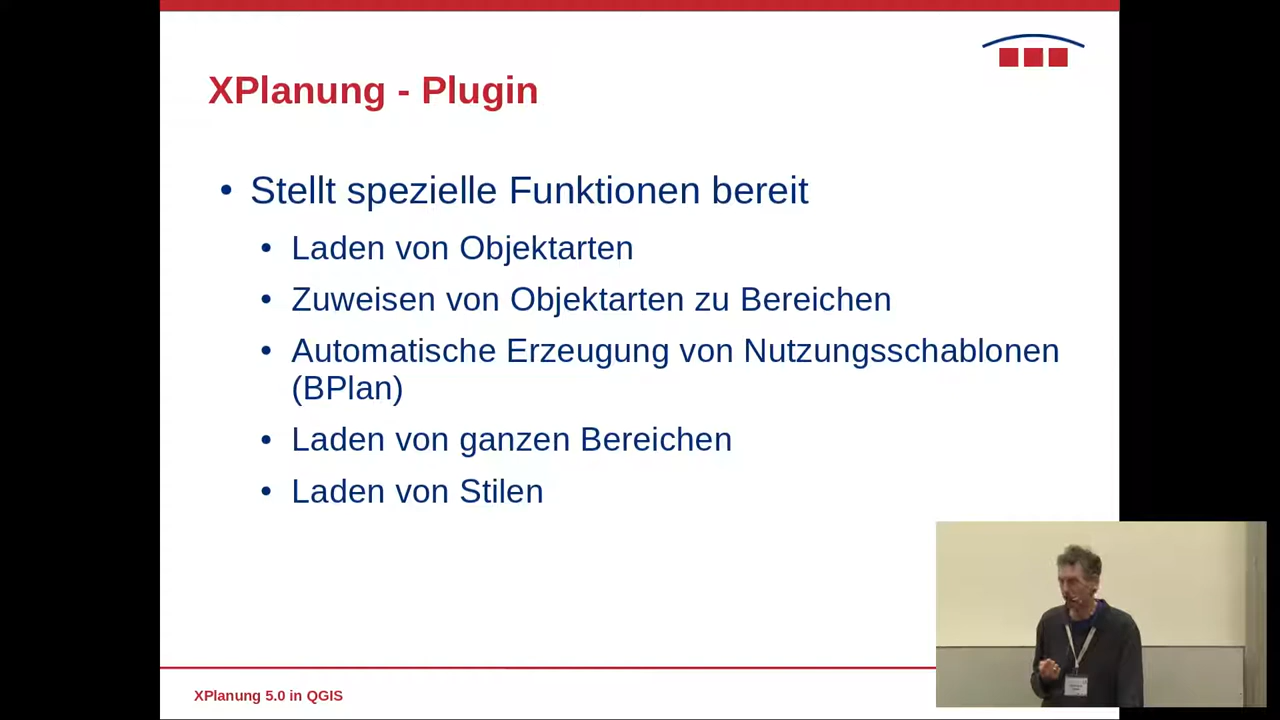 XPlanung - Plugin
• Stellt spezielle Funktionen bereit
• Laden von Objektarten
• Zuweisen von Objektarten zu Bereichen
• Automatische Erzeugung von Nutzungsschablonen
(BPlan)
• Laden von ganzen Bereichen
• Laden von Stilen
XPlanung 5.0 in QGIS